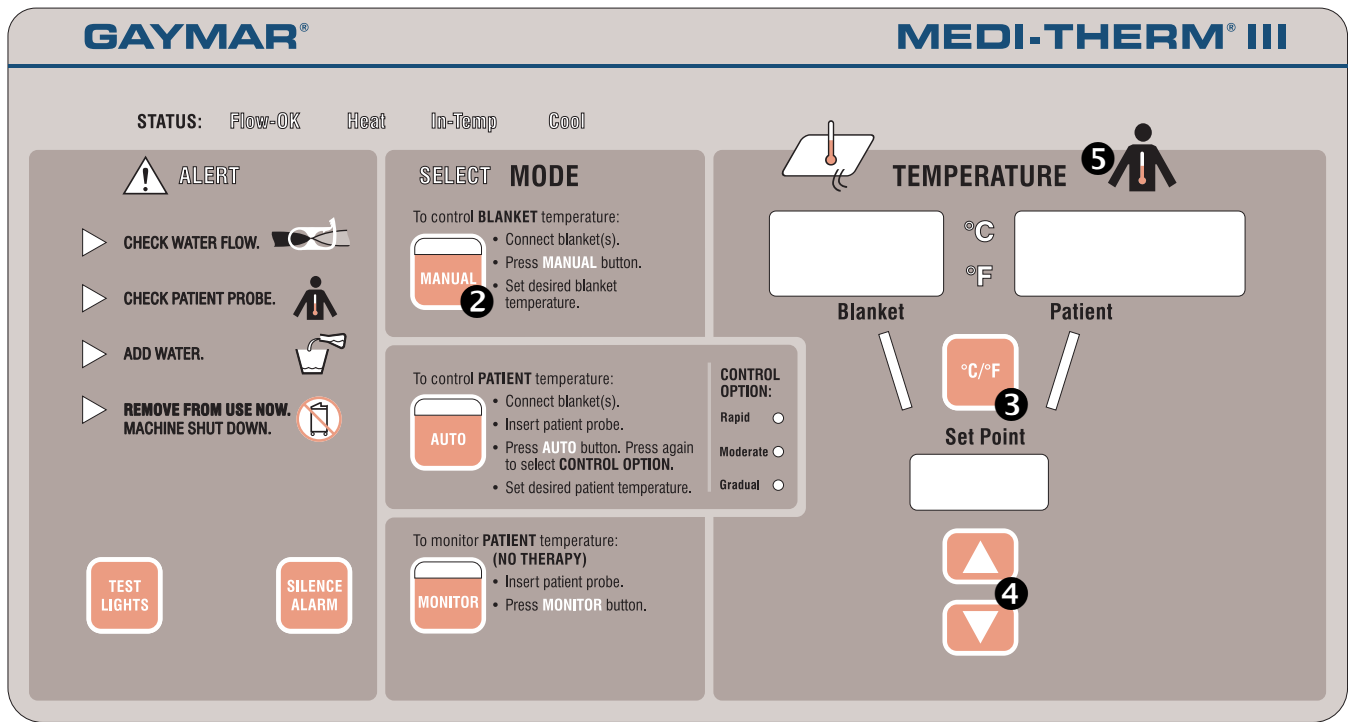 GAYMAR®
MEDI-THERM® III
STATUS: Flow-OK Heat In-Temp Cool
ALERT
CHECK WATER FLOW.
CHECK PATIENT PROBE.
ADD WATER.
REMOVE FROM USE NOW.
MACHINE SHUT DOWN.
TEST
LIGHTS
SILENCE
ALARM
SELECT MODE
To control BLANKET temperature:
• Connect blanket(s).
• Press MANUAL button.
• Set desired blanket
temperature.
MANUAL
2
To control PATIENT temperature:
• Connect blanket(s).
• Insert patient probe.
• Press AUTO button. Press again
to select CONTROL OPTION.
• Set desired patient temperature.
AUTO
CONTROL
OPTION:
Rapid
Moderate
Gradual
To monitor PATIENT temperature:
(NO THERAPY)
• Insert patient probe.
• Press MONITOR button.
MONITOR
TEMPERATURE
5
°C
°F
Blanket
Patient
°C/°F
3
Set Point
4